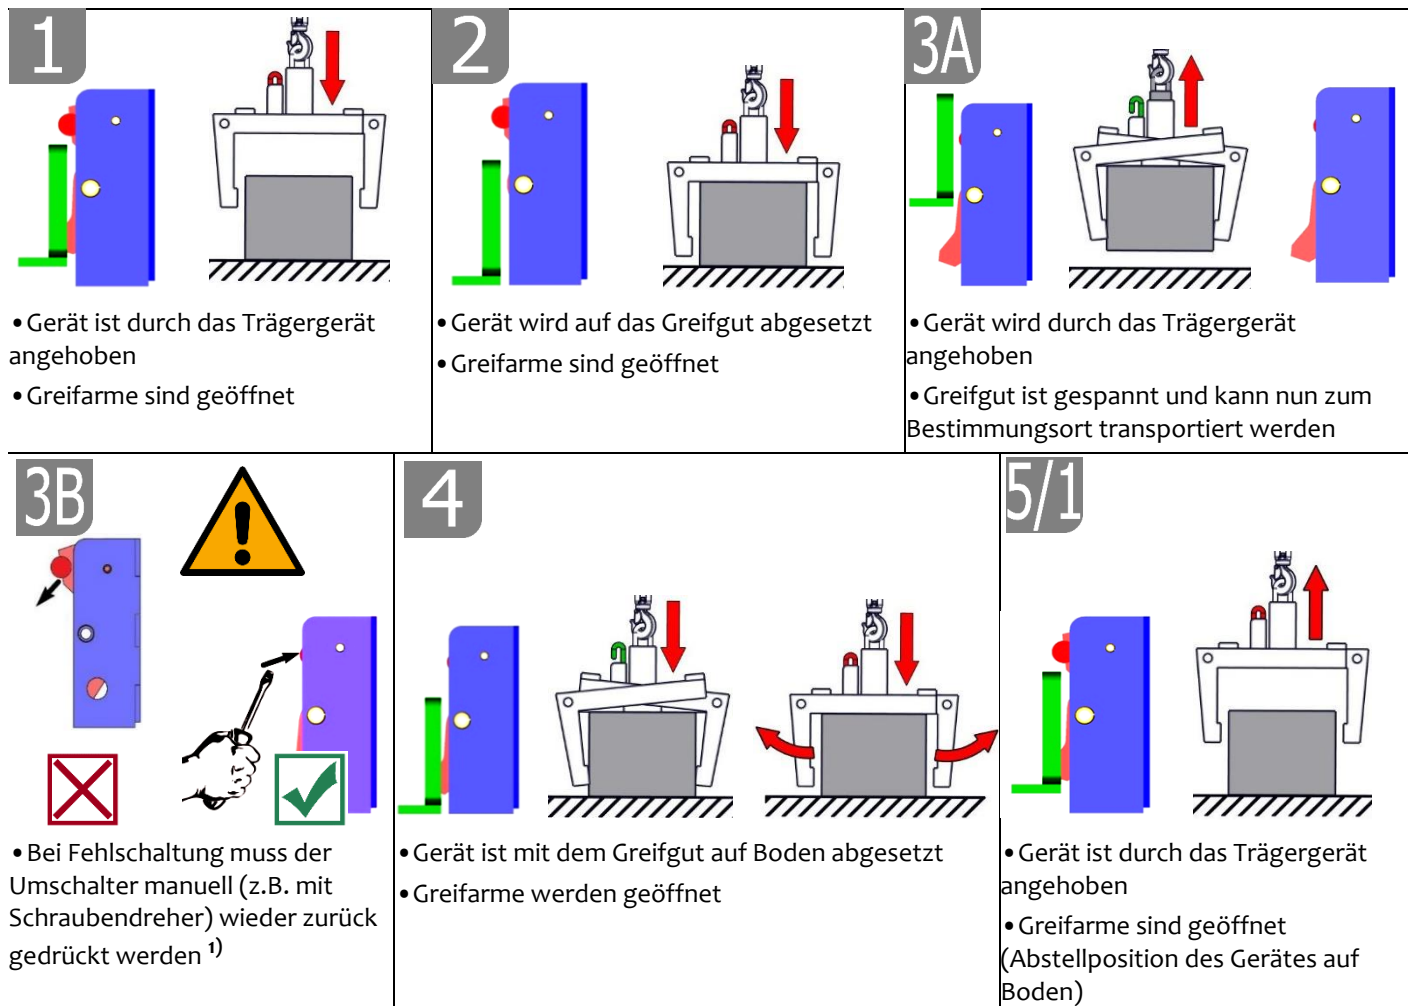 1
• Gerät ist durch das Trägergerät
angehoben
• Greifarme sind geöffnet
2
• Gerät wird auf das Greifgut abgesetzt
• Greifarme sind geöffnet
3A
• Gerät wird durch das Trägergerät
angehoben
• Greifgut ist gespannt und kann nun zum
Bestimmungsort transportiert werden
3B
• Bei Fehlschaltung muss der
Umschalter manuell (z.B. mit
Schraubendreher) wieder zurück
gedrückt werden 1)
4
• Gerät ist mit dem Greifgut auf Boden abgesetzt
• Greifarme werden geöffnet
5/1
• Gerät ist durch das Trägergerät
angehoben
• Greifarme sind geöffnet
(Abstellposition des Gerätes auf
Boden)